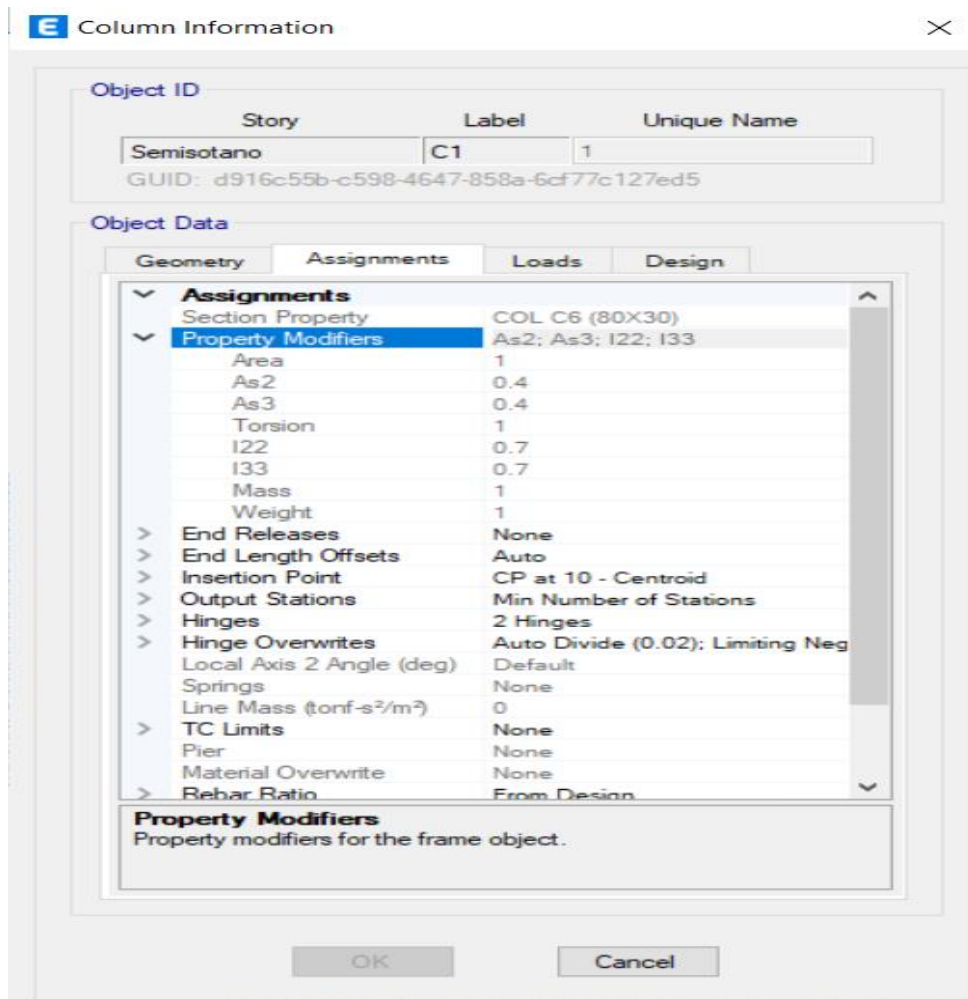 E Column Information
Object ID
Story Label Unique Name
Semisotano C1 1
GUID: d916c55b-c598-4647-858a-6cf77c127ed5
Object Data
Geometry Assignments Loads Design
Assignments
Section Property COL C6 (80X30)
Property Modifiers As2; As3; I22; I33
Area 1
As2 0.4
As3 0.4
Torsion 1
I22 0.7
I33 0.7
Mass 1
Weight 1
End Releases None
End Length Offsets Auto
Insertion Point CP at 10 - Centroid
Output Stations Min Number of Stations
Hinges 2 Hinges
Hinge Overwrites Auto Divide (0.02); Limiting Neg
Local Axis 2 Angle (deg) Default
Springs None
Line Mass (tonf-s²/m²) 0
TC Limits None
Pier None
Material Overwrite None
Rebar Ratio From Design
Property Modifiers
Property modifiers for the frame object.
OK Cancel